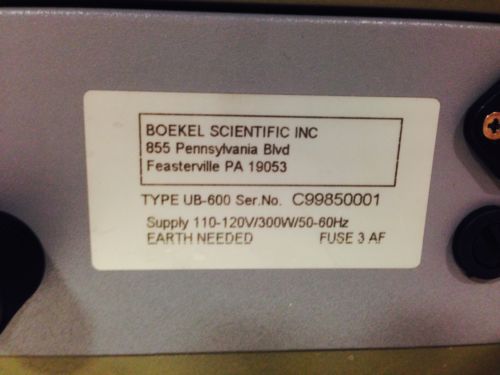 BOEKEL SCIENTIFIC INC
855 Pennsylvania Blvd
Feasterville PA 19053
TYPE UB-600 Ser.No. C99850001
Supply 110-120V/300W/50-60Hz
EARTH NEEDED FUSE 3 AF